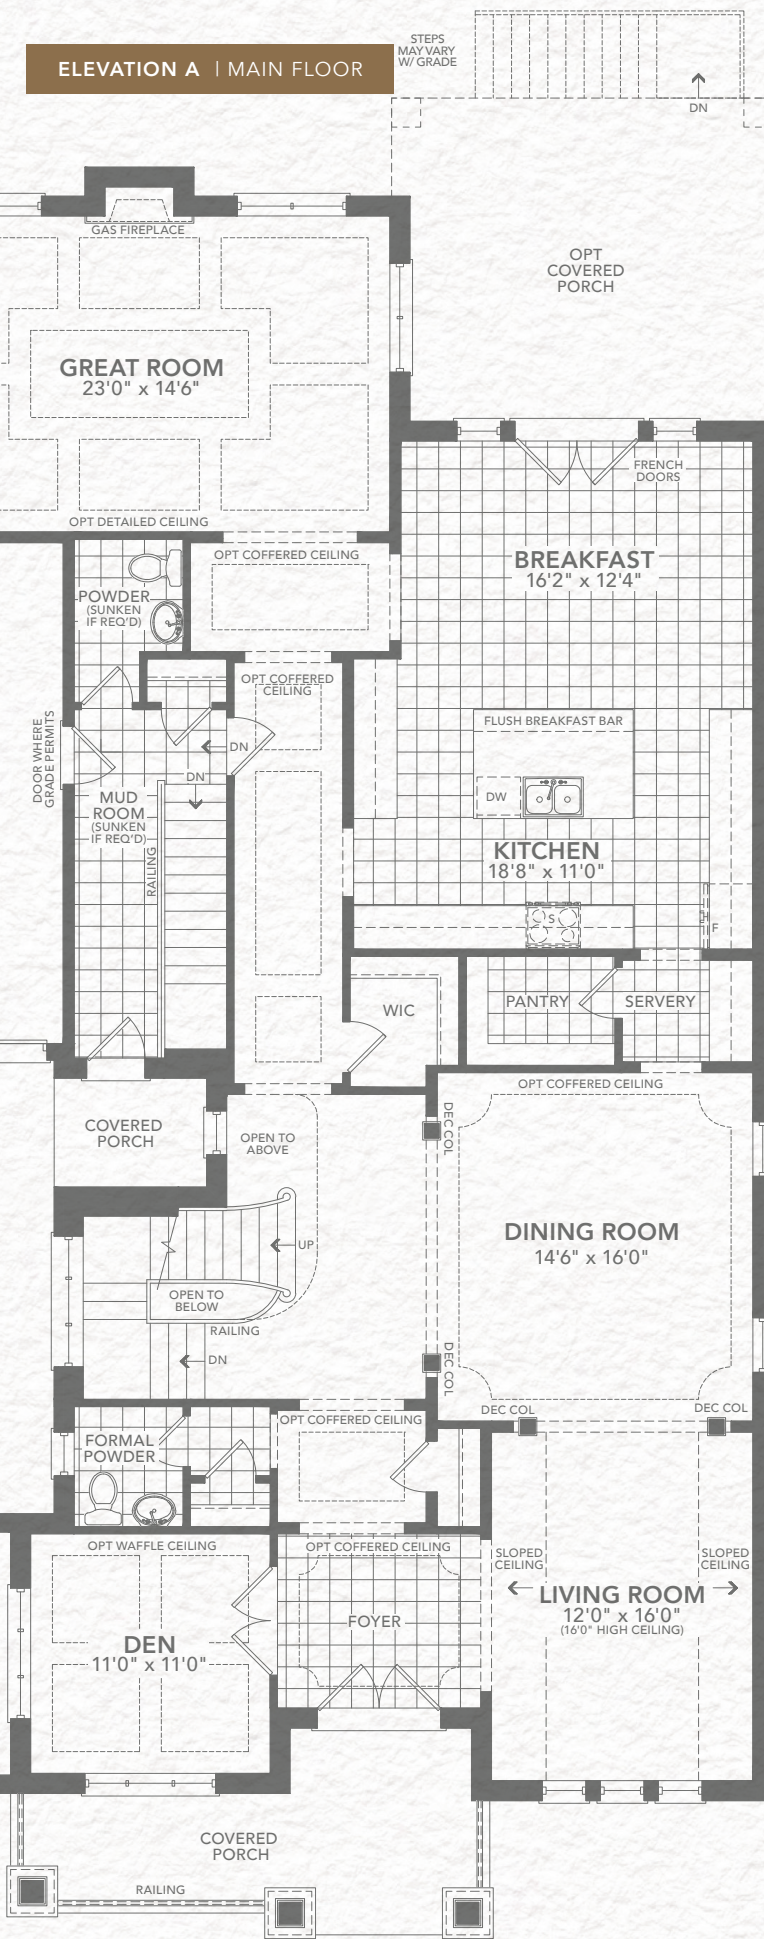 ELEVATION A | MAIN FLOOR
STEPS
MAY VARY
W/ GRADE
DN
GAS FIREPLACE
OPT
COVERED
PORCH
GREAT ROOM
23'0" x 14'6"
FRENCH
DOORS
OPT DETAILED CEILING
OPT COFFERED CEILING
BREAKFAST
16'2" x 12'4"
POWDER
(SUNKEN
IF REQ'D)
OPT COFFERED
CEILING
DOOR WHERE
GRADE PERMITS
DN
DN
FLUSH BREAKFAST BAR
DW
MUD
ROOM
(SUNKEN
IF REQ'D)
RAILING
KITCHEN
18'8" x 11'0"
S
F
WIC
PANTRY
SERVERY
OPT COFFERED CEILING
COVERED
PORCH
OPEN TO
ABOVE
DEC COL
DINING ROOM
14'6" x 16'0"
UP
OPEN TO
BELOW
RAILING
DN
DEC COL
DEC COL
DEC COL
OPT COFFERED CEILING
FORMAL
POWDER
OPT WAFFLE CEILING
OPT COFFERED CEILING
SLOPED
CEILING
SLOPED
CEILING
LIVING ROOM
12'0" x 16'0"
(16'0" HIGH CEILING)
FOYER
DEN
11'0" x 11'0"
COVERED
PORCH
RAILING